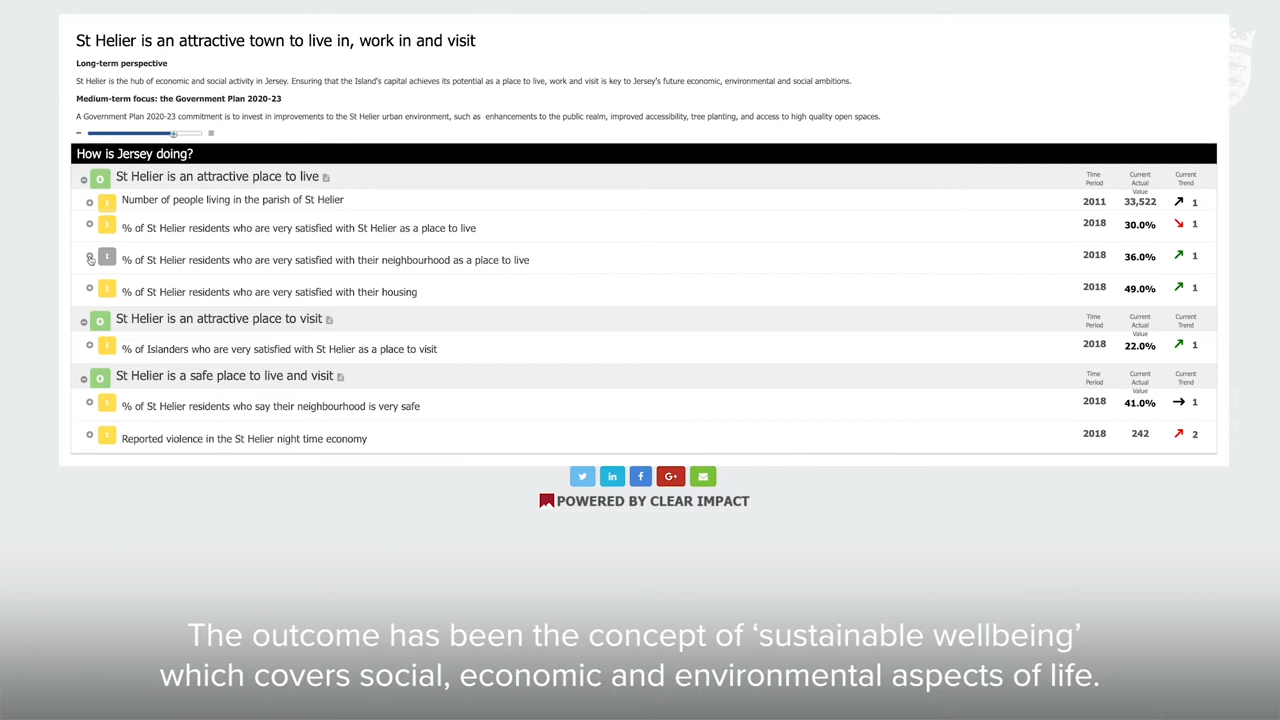 St Helier is an attractive town to live in, work in and visit
Long-term perspective
St Helier is the hub of economic and social activity in Jersey. Ensuring that the Island's capital achieves its potential as a place to live, work and visit is key to Jersey's future economic, environmental and social ambitions.
Medium-term focus: the Government Plan 2020-23
A Government Plan 2020-23 commitment is to invest in improvements to the St Helier urban environment, such as enhancements to the public realm, improved accessibility, tree planting, and access to high quality open spaces.
How is Jersey doing?
O St Helier is an attractive place to live Time Period Current Actual Value Current Trend
I Number of people living in the parish of St Helier 2011 33,522 1
I % of St Helier residents who are very satisfied with St Helier as a place to live 2018 30.0% 1
I % of St Helier residents who are very satisfied with their neighbourhood as a place to live 2018 36.0% 1
I % of St Helier residents who are very satisfied with their housing 2018 49.0% 1
O St Helier is an attractive place to visit Time Period Current Actual Value Current Trend
I % of Islanders who are very satisfied with St Helier as a place to visit 2018 22.0% 1
O St Helier is a safe place to live and visit Time Period Current Actual Value Current Trend
I % of St Helier residents who say their neighbourhood is very safe 2018 41.0% 1
I Reported violence in the St Helier night time economy 2018 242 2
in f G+
POWERED BY CLEAR IMPACT
The outcome has been the concept of ‘sustainable wellbeing’
which covers social, economic and environmental aspects of life.